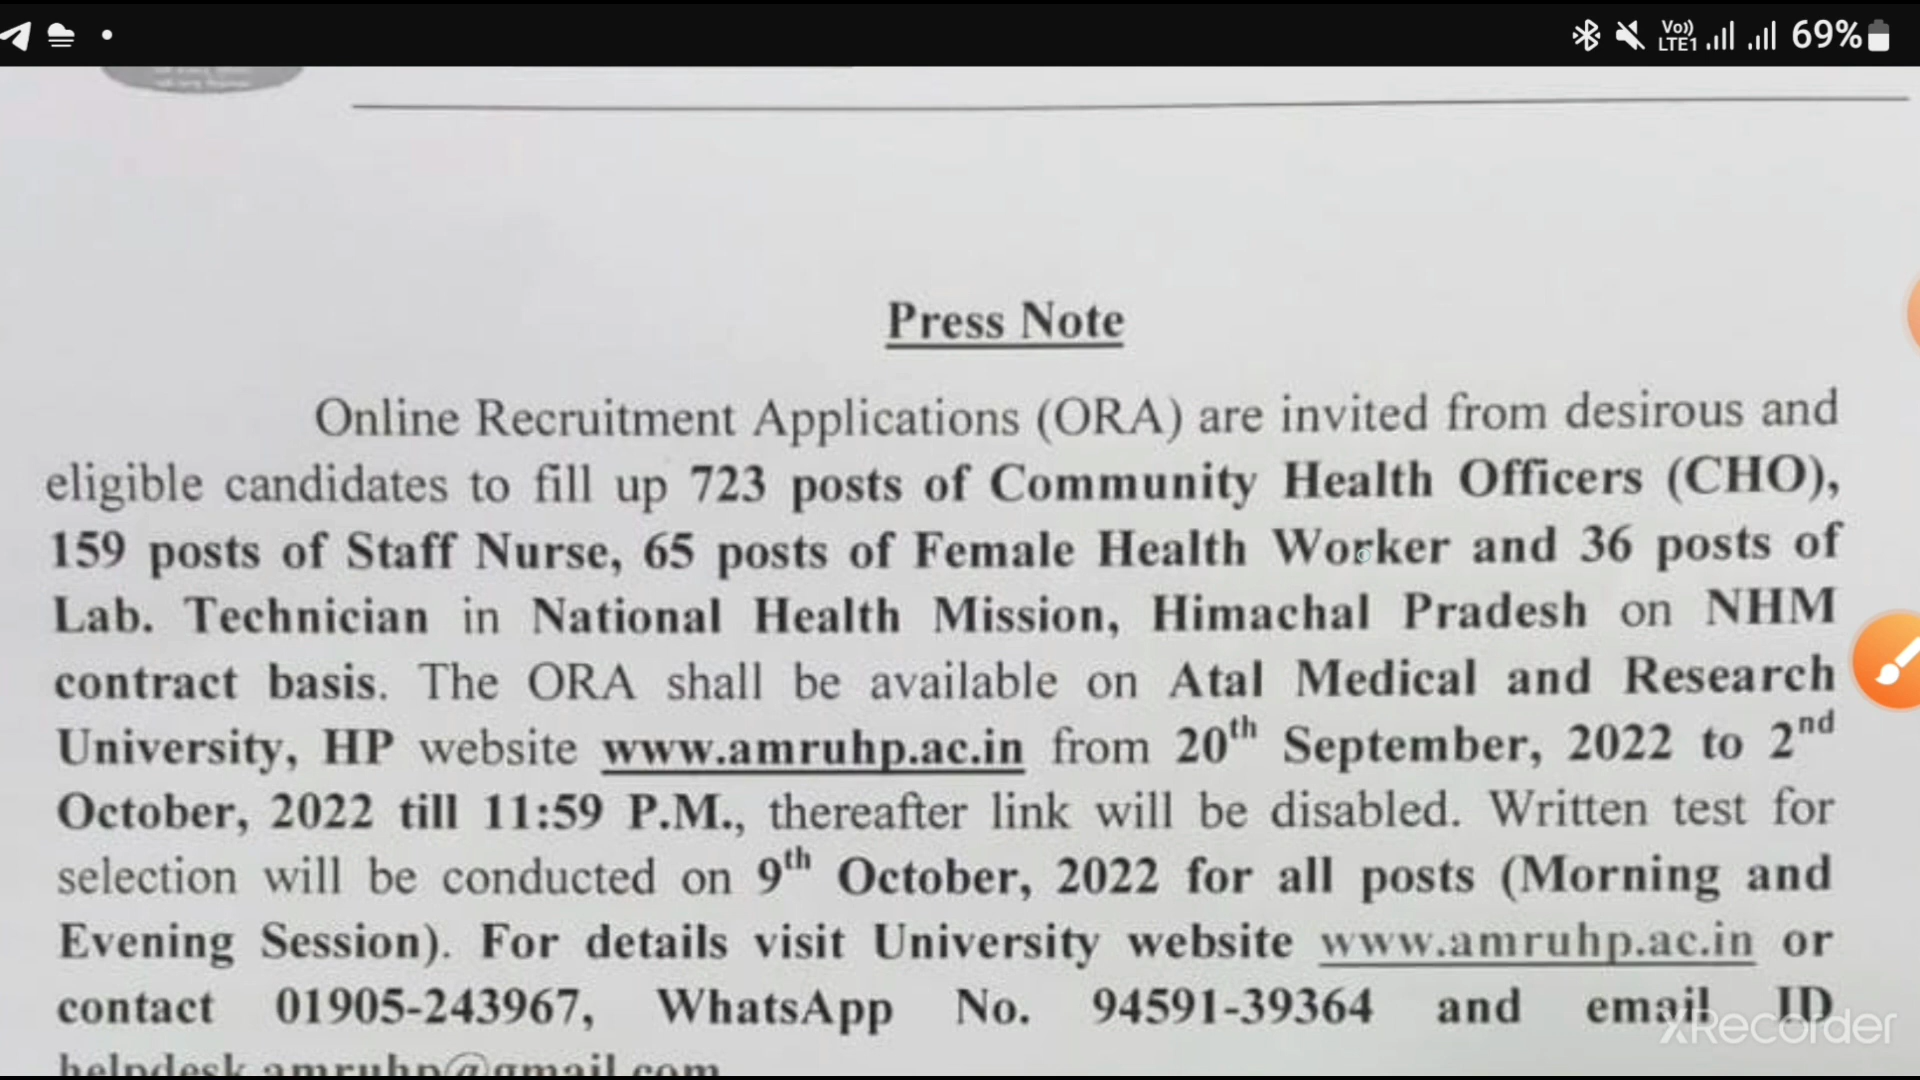 Vo))
LTE1
69%
Press Note
Online Recruitment Applications (ORA) are invited from desirous and
eligible candidates to fill up 723 posts of Community Health Officers (CHO),
159 posts of Staff Nurse, 65 posts of Female Health Worker and 36 posts of
Lab. Technician in National Health Mission, Himachal Pradesh on NHM
contract basis. The ORA shall be available on Atal Medical and Research
University, HP website www.amruhp.ac.in from 20th September, 2022 to 2nd
October, 2022 till 11:59 P.M., thereafter link will be disabled. Written test for
selection will be conducted on 9th October, 2022 for all posts (Morning and
Evening Session). For details visit University website www.amruhp.ac.in or
contact 01905-243967, WhatsApp No. 94591-39364 and email ID
helpdesk.amruhp@gmail.com
XRecorder